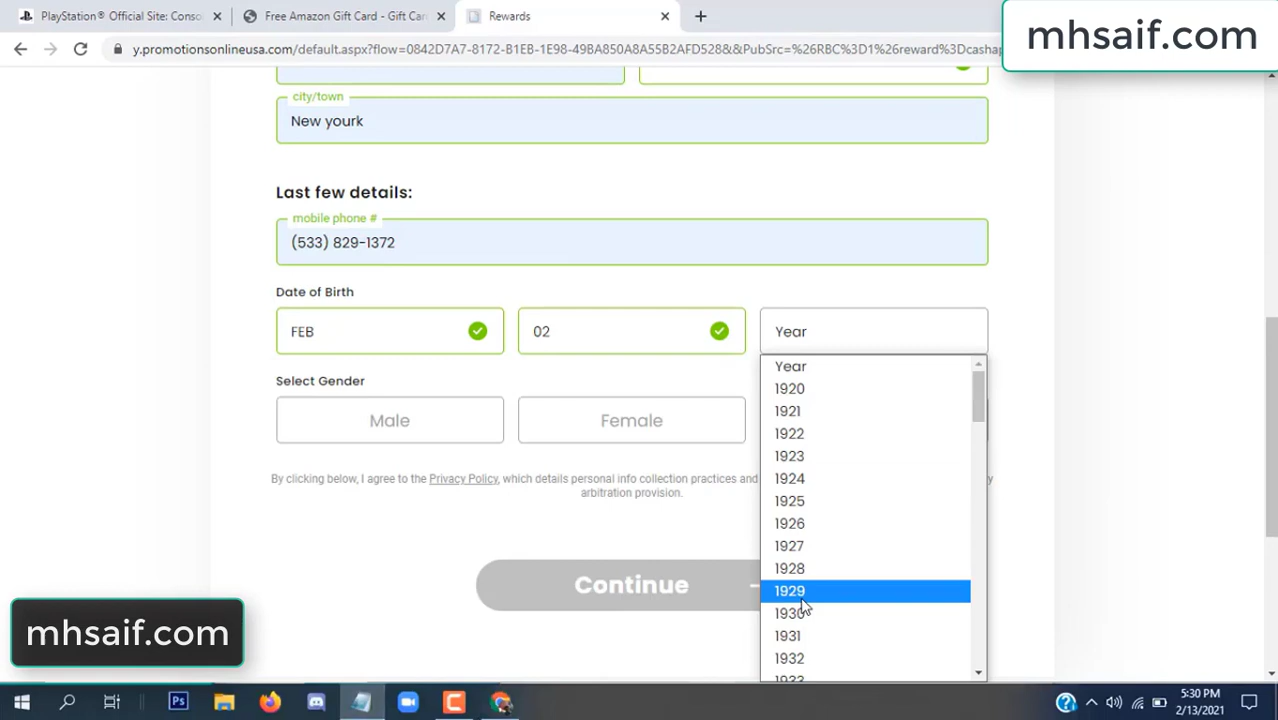 PlayStation® Official Site: Conso
Free Amazon Gift Card - Gift Car
Rewards
mhsaif.com
y.promotionsonlineusa.com/default.aspx?flow=0842D7A7-8172-B1EB-1E98-49BA850A8A55B2AFD528&&PubSrc=%26RBC%3D1%26reward%3Dcashap
city/town
New yourk
Last few details:
mobile phone #
(533) 829-1372
Date of Birth
FEB
02
Year
Select Gender
Male
Female
Year
1920
1921
1922
1923
1924
1925
1926
1927
1928
1929
1930
1931
1932
1933
By clicking below, I agree to the Privacy Policy, which details personal info collection practices and
arbitration provision.
Continue
mhsaif.com
Ps
5:30 PM
2/13/2021